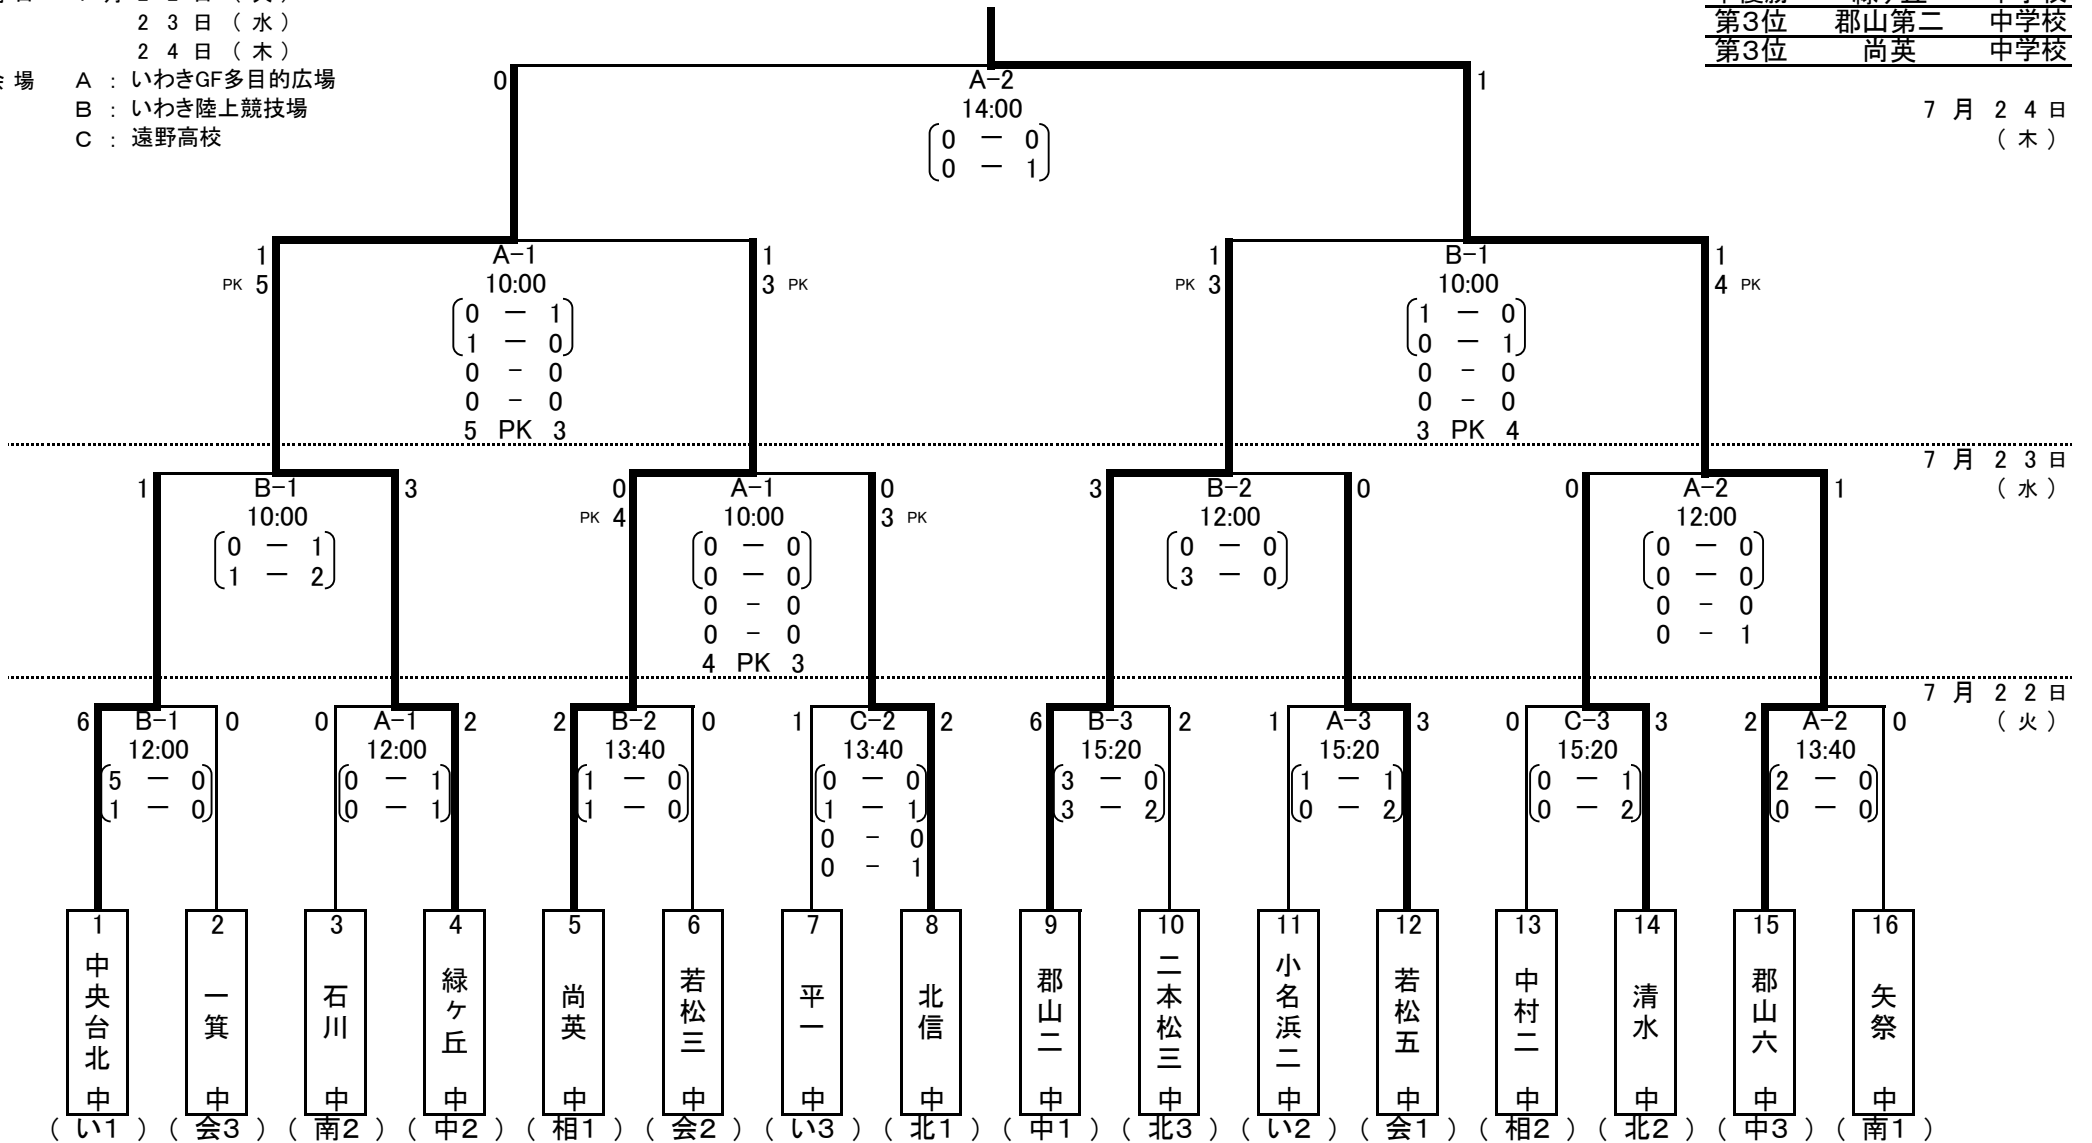 ２３日（水）
２４日（木）
場 A ： いわきGF多目的広場
B ： いわき陸上競技場
C ： 遠野高校
第3位 郡山第二 中学校
第3位 尚英 中学校
7月24日
（木）
0 A-2 1
14:00
0 － 0
0 － 1
1 A-1 1
PK 5 10:00 3 PK
0 － 1
1 － 0
0 - 0
0 - 0
5 PK 3
1 B-1 1
PK 3 10:00 4 PK
1 － 0
0 － 1
0 - 0
0 - 0
3 PK 4
7月23日
（水）
1 B-1 3
10:00
0 － 1
1 － 2
0 A-1 0
PK 4 10:00 3 PK
0 － 0
0 － 0
0 - 0
0 - 0
4 PK 3
3 B-2 0
12:00
0 － 0
3 － 0
0 A-2 1
12:00
0 － 0
0 － 0
0 - 0
0 - 1
7月22日
（火）
6 B-1 0
12:00
5 － 0
1 － 0
0 A-1 2
12:00
0 － 1
0 － 1
2 B-2 0
13:40
1 － 0
1 － 0
1 C-2 2
13:40
0 － 0
1 － 1
0 - 0
0 - 1
6 B-3 2
15:20
3 － 0
3 － 2
1 A-3 3
15:20
1 － 1
0 － 2
0 C-3 3
15:20
0 － 1
0 － 2
2 A-2 0
13:40
2 － 0
0 － 0
1 中央台北 中
（い1）
2 一箕 中
（会3）
3 石川 中
（南2）
4 緑ヶ丘 中
（中2）
5 尚英 中
（相1）
6 若松三 中
（会2）
7 平一 中
（い3）
8 北信 中
（北1）
9 郡山二 中
（中1）
10 二本松三 中
（北3）
11 小名浜二 中
（い2）
12 若松五 中
（会1）
13 中村二 中
（相2）
14 清水 中
（北2）
15 郡山六 中
（中3）
16 矢祭 中
（南1）